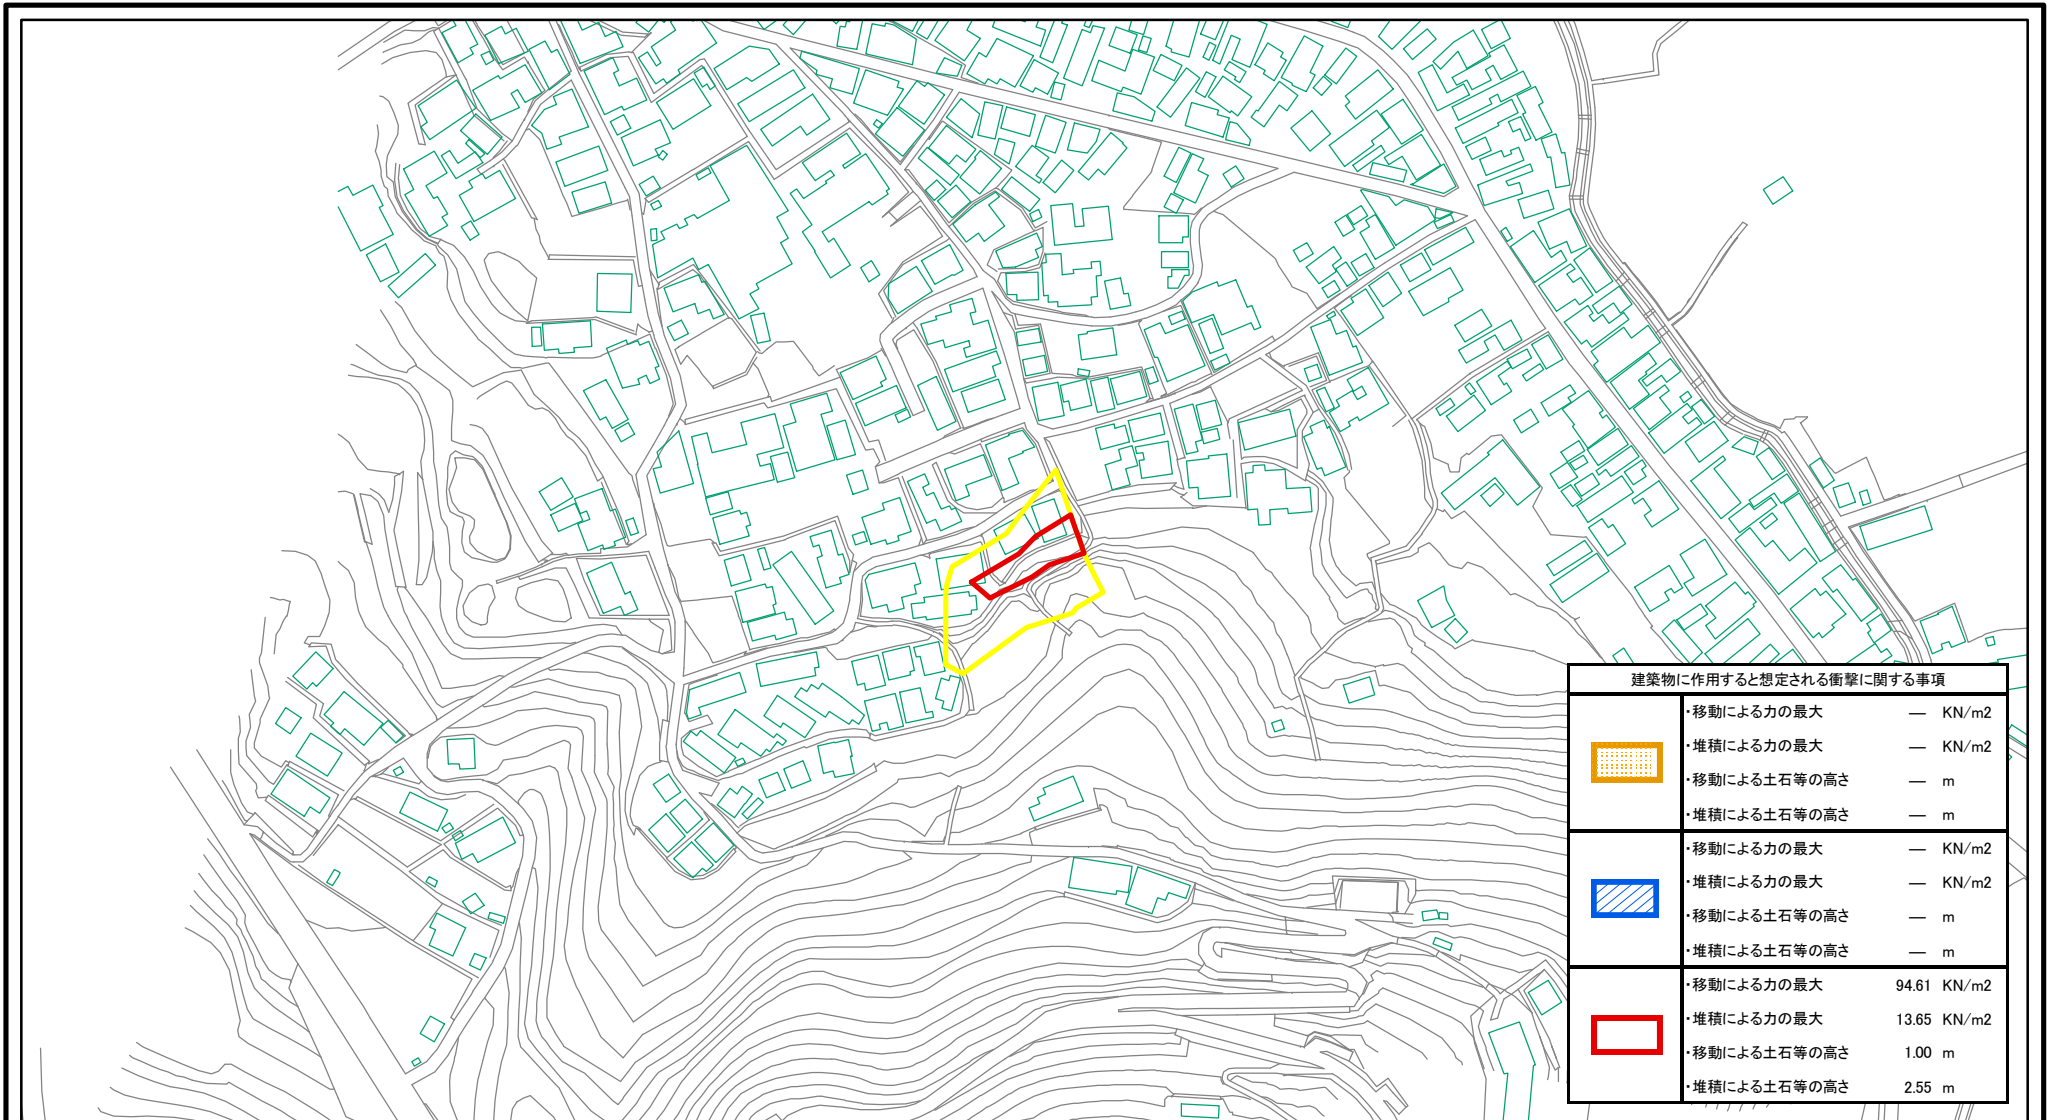 建築物に作用すると想定される衝撃に関する事項
・移動による力の最大 — KN/m2
・堆積による力の最大 — KN/m2
・移動による土石等の高さ — m
・堆積による土石等の高さ — m
・移動による力の最大 — KN/m2
・堆積による力の最大 — KN/m2
・移動による土石等の高さ — m
・堆積による土石等の高さ — m
・移動による力の最大 94.61 KN/m2
・堆積による力の最大 13.65 KN/m2
・移動による土石等の高さ 1.00 m
・堆積による土石等の高さ 2.55 m